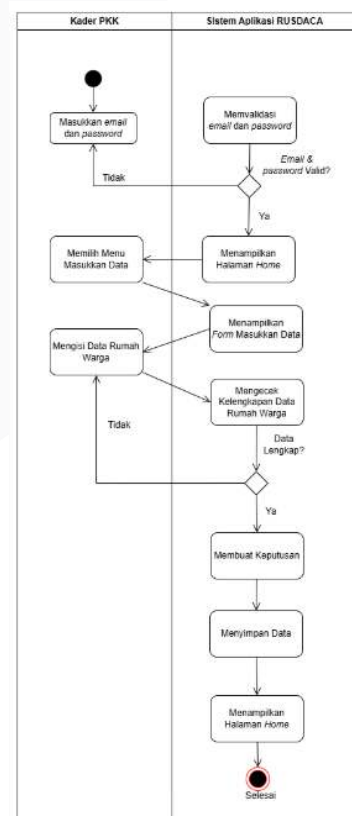 Kader PKK
Sistem Aplikasi RUSDACA
Masukkan email
dan password
Memvalidasi
email dan password
Email &
password Valid?
Tidak
Ya
Memilih Menu
Masukkan Data
Menampilkan
Halaman Home
Menampilkan
Form Masukkan Data
Mengisi Data Rumah
Warga
Mengecek
Kelengkapan Data
Rumah Warga
Tidak
Data
Lengkap?
Ya
Membuat Keputusan
Menyimpan Data
Menampilkan
Halaman Home
Selesai